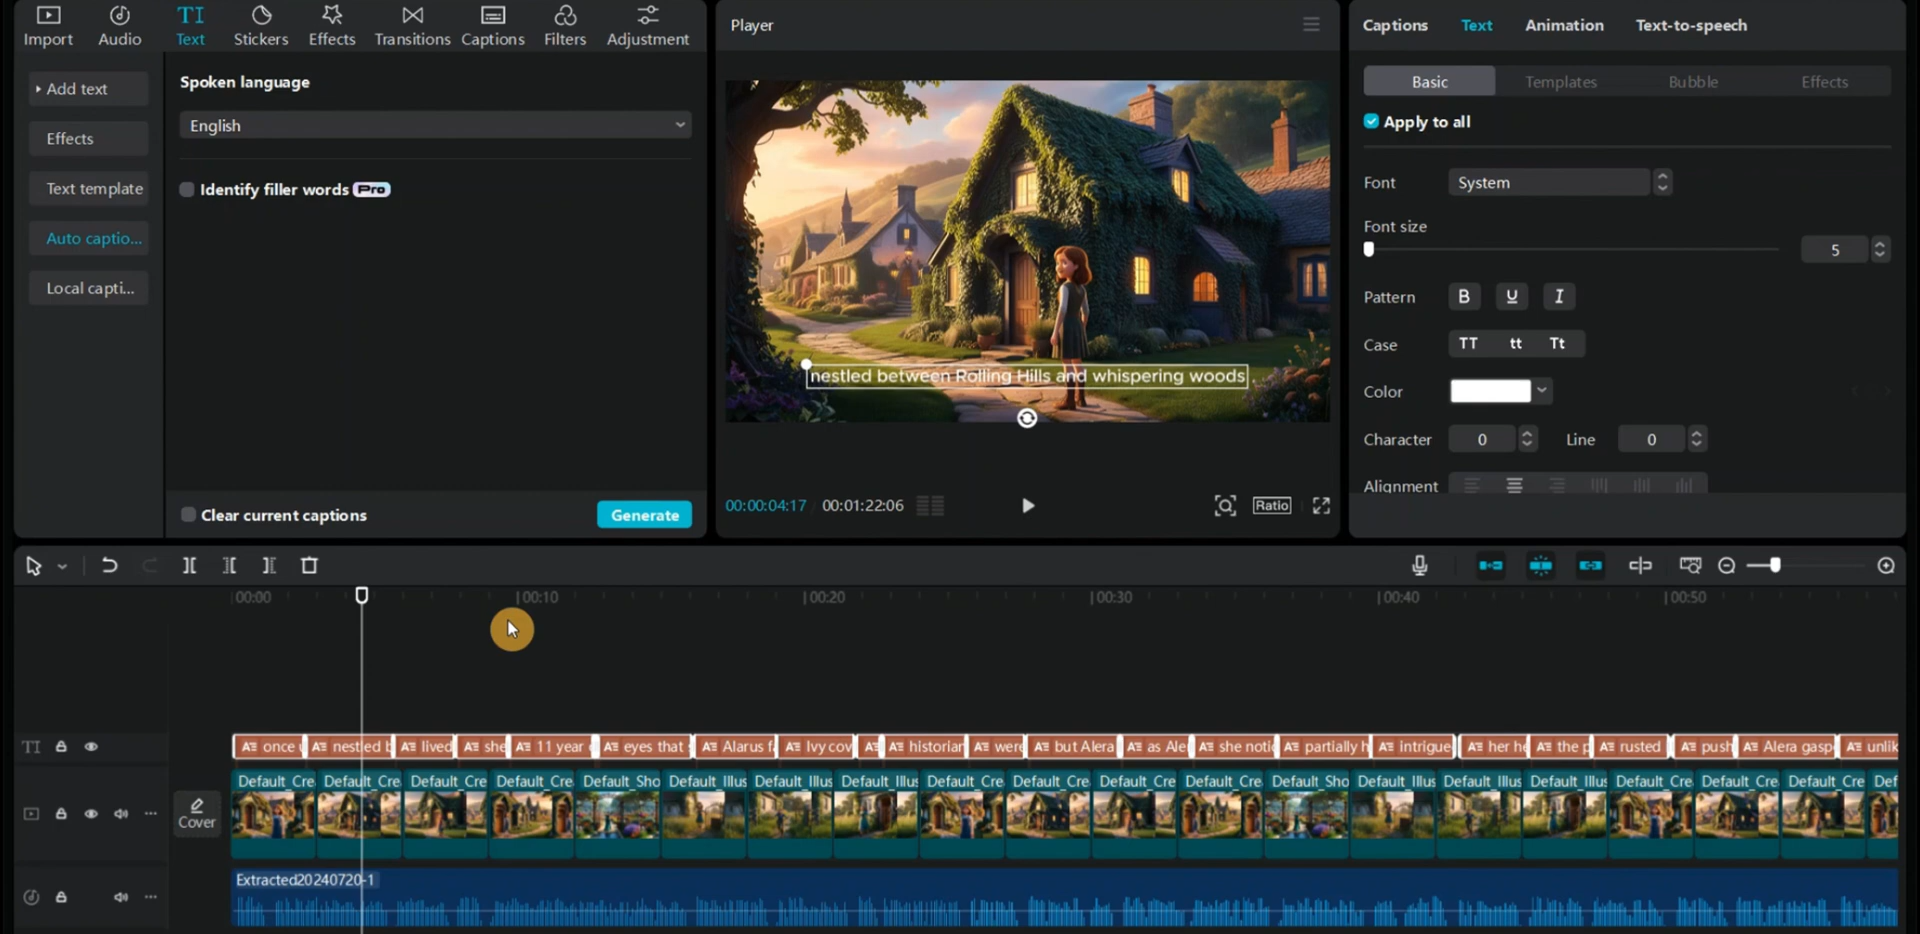 Import Audio Text Stickers Effects Transitions Captions Filters Adjustment
Add text
Effects
Text template
Auto captio...
Local capti...
Spoken language
English
Identify filler words Pro
Clear current captions
Generate
Player
nestled between Rolling Hills and whispering woods
00:00:04:17 00:01:22:06
Ratio
Captions Text Animation Text-to-speech
Basic Templates Bubble Effects
Apply to all
Font System
Font size
5
Pattern B U I
Case TT tt Tt
Color
Character 0 Line 0
Alignment
00:00 00:10 00:20 00:30 00:40 00:50
TI
once nestled b lived she 11 year eyes that Alarus f Ivy cov historian were but Alera as Ale she noti partially h intrigue her he the p rusted push Alera gasp unlik
Default_Cre Default_Cre Default_Cre Default_Cre Default_Sho Default_Illus Default_Illus Default_Illus Default_Cre Default_Cre Default_Cre Default_Cre Default_Sho Default_Illus Default_Illus Default_Illus Default_Cre Default_Cre Default_Cre Def
Cover
Extracted20240720-1